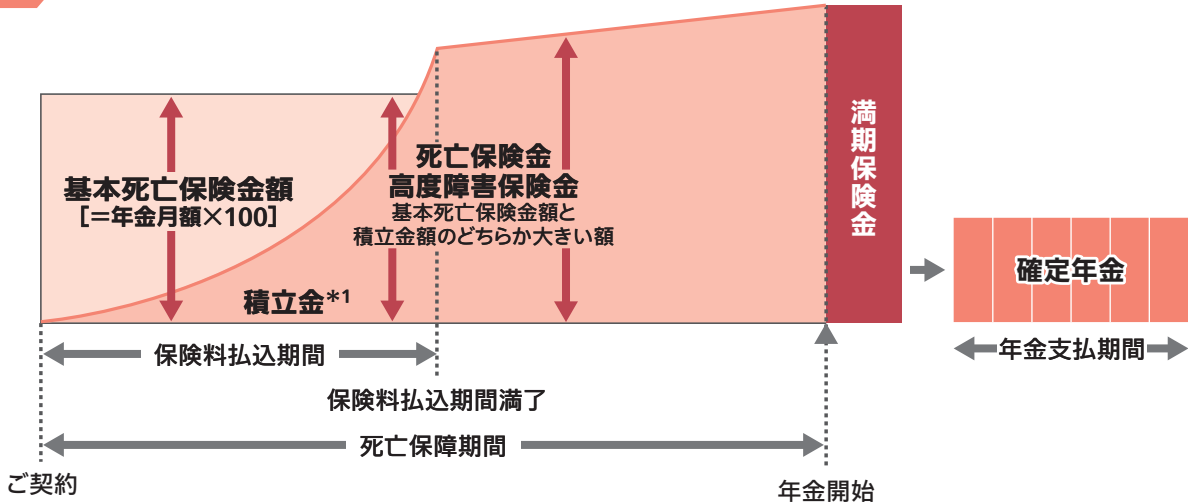 基本死亡保険金額
[=年金月額×100]
死亡保険金
高度障害保険金
基本死亡保険金額と
積立金額のどちらか大きい額
積立金*1
満期保険金
確定年金
保険料払込期間
年金支払期間
保険料払込期間満了
死亡保障期間
ご契約
年金開始